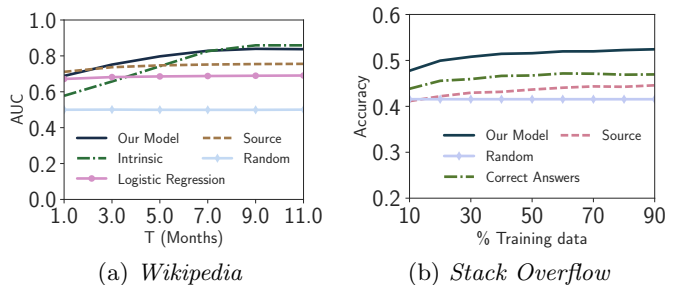 1.0
0.8
0.6
0.4
0.2
0.0
AUC
Our Model Source
Intrinsic Random
Logistic Regression
1.0 3.0 5.0 7.0 9.0 11.0
T (Months)
(a) Wikipedia
0.6
0.5
0.4
0.3
0.2
Accuracy
Our Model Source
Random
Correct Answers
10 30 50 70 90
% Training data
(b) Stack Overflow